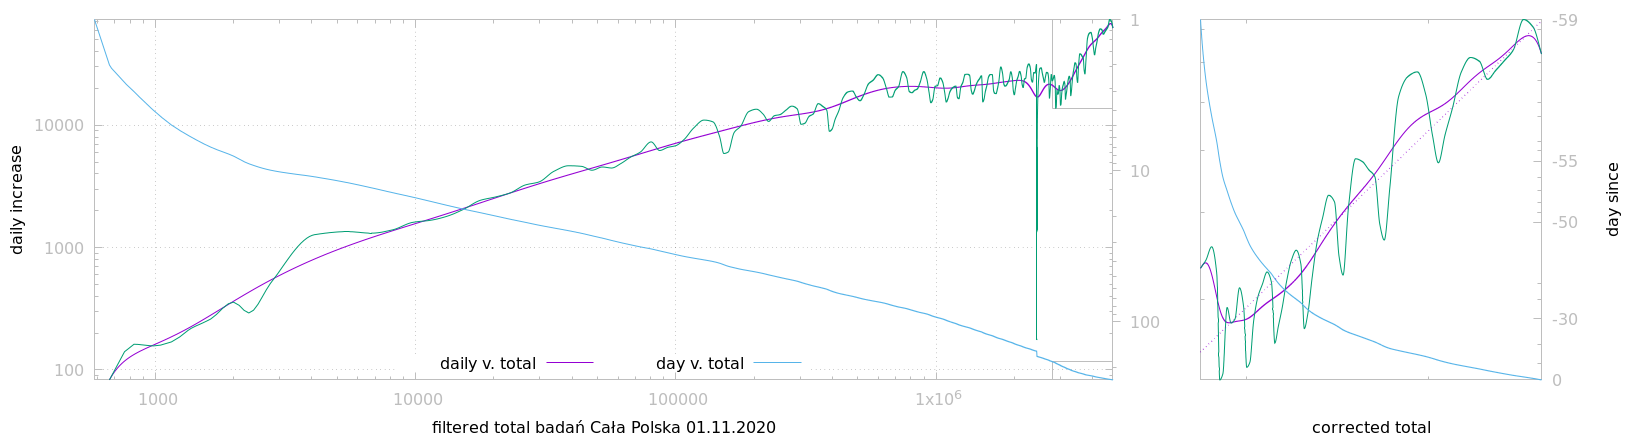 daily increase
10000
1000
100
1000
10000
100000
1x10⁶
1
10
100
daily v. total
day v. total
filtered total badań Cała Polska 01.11.2020
-59
-55
-50
-30
0
day since
corrected total